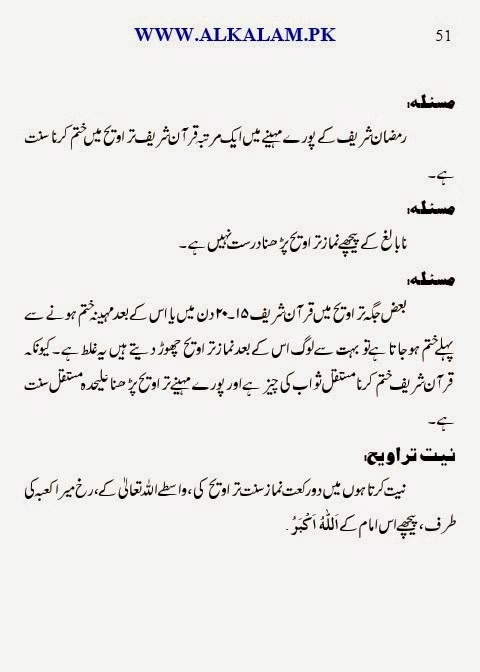 WWW.ALKALAM.PK 51
مسئلہ:
رمضان شریف کے پورے مہینے میں ایک مرتبہ قرآن شریف تراویح میں ختم کرنا سنت
ہے۔
مسئلہ:
نابالغ کے پیچھے نماز تراویح پڑھنا درست نہیں ہے۔
مسئلہ:
بعض جگہ تراویح میں قرآن شریف ۱۵۔۲۰ دن میں یا اس کے بعد مہینہ ختم ہونے سے
پہلے ختم ہو جاتا ہے تو بہت سے لوگ اس کے بعد نماز تراویح چھوڑ دیتے ہیں یہ غلط ہے۔ کیونکہ
قرآن شریف ختم کرنا مستقل ثواب کی چیز ہے اور پورے مہینے تراویح پڑھنا علیحدہ مستقل سنت
ہے۔
نیت تراویح:
نیت کرتا ہوں میں دو رکعت نماز سنت تراویح کی، واسطے اللہ تعالیٰ کے، رخ میرا کعبہ کی
طرف، پیچھے اس امام کے اَللّٰهُ اَكْبَرُ.